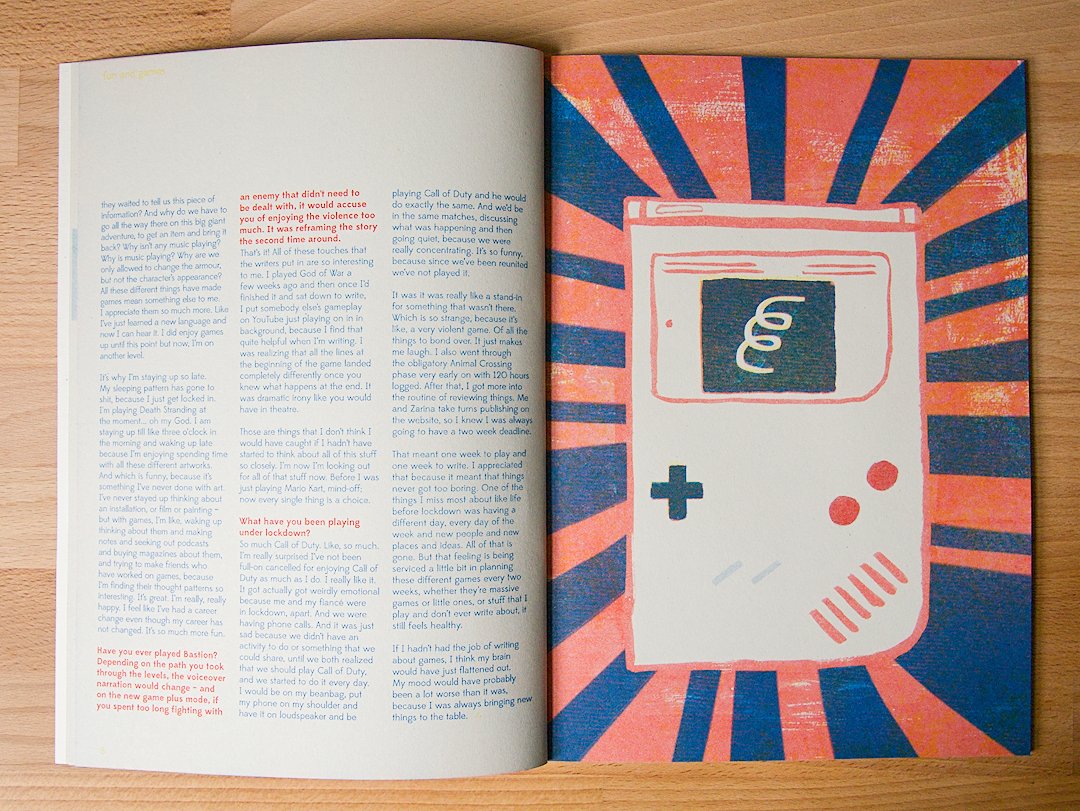 fun and games
they waited to tell us this piece of
information? And why do we have to
go all the way there on this big giant
adventure, to get an item and bring it
back? Why isn't any music playing?
Why is music playing? Why are we
only allowed to change the armour,
but not the character's appearance?
All these different things have made
games mean something else to me.
I appreciate them so much more. Like
I've just learned a new language and
now I can hear it. I did enjoy games
up until this point but now, I'm on
another level.
It's why I'm staying up so late.
My sleeping pattern has gone to
shit, because I just get focked in.
I'm playing Death Stranding at
the moment... oh my God. I am
staying up till like three o'clock in
the morning and waking up late
because I'm enjoying spending time
with all these different artworks.
And which is funny, because it's
something I've never done with art.
I've never stayed up thinking about
an installation, or film or painting –
but with games, I'm like, waking up
thinking about them and making
notes and seeking out podcasts
and buying magazines about them,
and trying to make friends who
have worked on games, because
I'm finding their thought patterns so
interesting. It's great. I'm really, really
happy. I feel like I've had a career
change even though my career has
not changed. It's so much more fun.
Have you ever played Bastion?
Depending on the path you took
through the levels, the voiceover
narration would change – and
on the new game plus mode, if
you spent too long fighting with
6
an enemy that didn't need to
be dealt with, it would accuse
you of enjoying the violence too
much. It was reframing the story
the second time around.
That's it! All of these touches that
the writers put in are so interesting
to me. I played God of War a
few weeks ago and then once I'd
finished it and sat down to write,
I put somebody else's gameplay
on YouTube just playing on in in
background, because I find that
quite helpful when I'm writing. I
was realizing that all the lines at
the beginning of the game landed
completely differently once you
knew what happens at the end. It
was dramatic irony like you would
have in theatre.
Those are things that I don't think I
would have caught if I hadn't have
started to think about all of this stuff
so closely. I'm now I'm looking out
for all of that stuff now. Before I was
just playing Mario Kart, mind-off;
now every single thing is a choice.
What have you been playing
under lockdown?
So much Call of Duty. Like, so much.
I'm really surprised I've not been
full-on cancelled for enjoying Call of
Duty as much as I do. I really like it.
It got actually got weirdly emotional
because me and my fiancé were
in lockdown, apart. And we were
having phone calls. And it was just
sad because we didn't have an
activity to do or something that we
could share, until we both realized
that we should play Call of Duty,
and we started to do it every day.
I would be on my beanbag, put
my phone on my shoulder and
have it on loudspeaker and be
playing Call of Duty and he would
do exactly the same. And we'd be
in the same matches, discussing
what was happening and then
going quiet, because we were
really concentrating. It's so funny,
because since we've been reunited
we've not played it.
It was it was really like a stand-in
for something that wasn't there.
Which is so strange, because it's
like, a very violent game. Of all the
things to bond over. It just makes
me laugh. I also went through
the obligatory Animal Crossing
phase very early on with 120 hours
logged. After that, I got more into
the routine of reviewing things. Me
and Zarina take turns publishing on
the website, so I knew I was always
going to have a two week deadline.
That meant one week to play and
one week to write. I appreciated
that because it meant that things
never got too boring. One of the
things I miss most about like life
before lockdown was having a
different day, every day of the
week and new people and new
places and ideas. All of that is
gone. But that feeling is being
serviced a little bit in planning
these different games every two
weeks, whether they're massive
games or little ones, or stuff that I
play and don't ever write about, it
still feels healthy.
If I hadn't had the job of writing
about games, I think my brain
would have just flattened out.
My mood would have probably
been a lot worse than it was,
because I was always bringing new
things to the table.